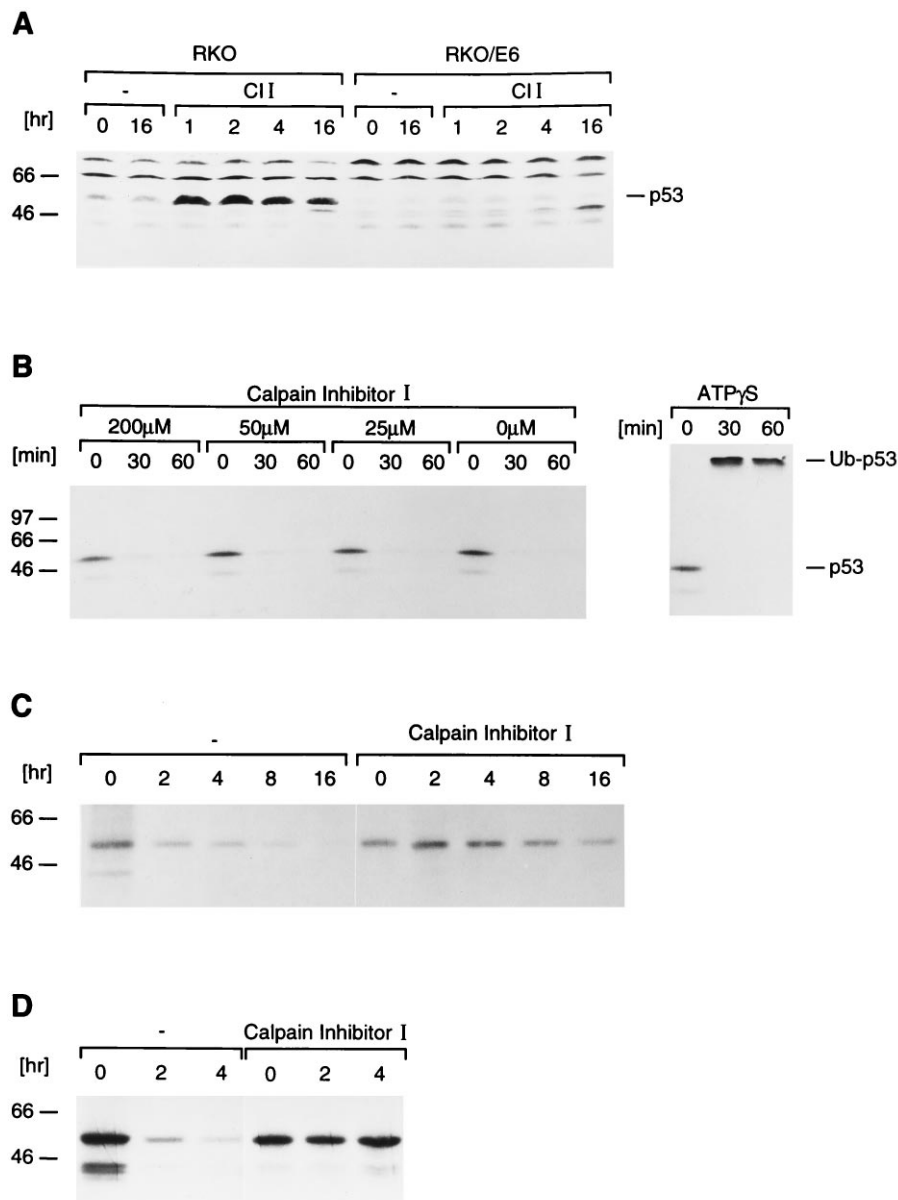 A
RKO RKO/E6
- CI I - CI I
[hr] 0 16 1 2 4 16 0 16 1 2 4 16
66
p53
46
B
Calpain Inhibitor I ATPγS
200μM 50μM 25μM 0μM
[min] 0 30 60
[min] 0 30 60 0 30 60 0 30 60 0 30 60
Ub-p53
97
66
46
p53
C
- Calpain Inhibitor I
[hr] 0 2 4 8 16 0 2 4 8 16
66
46
D
- Calpain Inhibitor I
[hr] 0 2 4 0 2 4
66
46